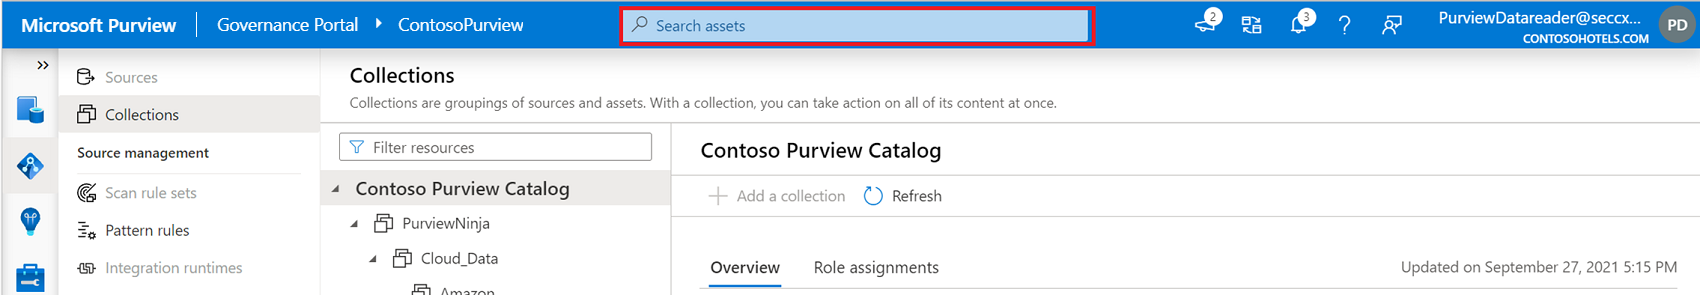 Microsoft Purview
Governance Portal
ContosoPurview
Search assets
2
3
PurviewDatareader@seccx...
CONTOSOHOTELS.COM
PD
Sources
Collections
Source management
Scan rule sets
Pattern rules
Integration runtimes
Collections
Collections are groupings of sources and assets. With a collection, you can take action on all of its content at once.
Filter resources
Contoso Purview Catalog
PurviewNinja
Cloud_Data
Amazon
Contoso Purview Catalog
Add a collection
Refresh
Overview
Role assignments
Updated on September 27, 2021 5:15 PM